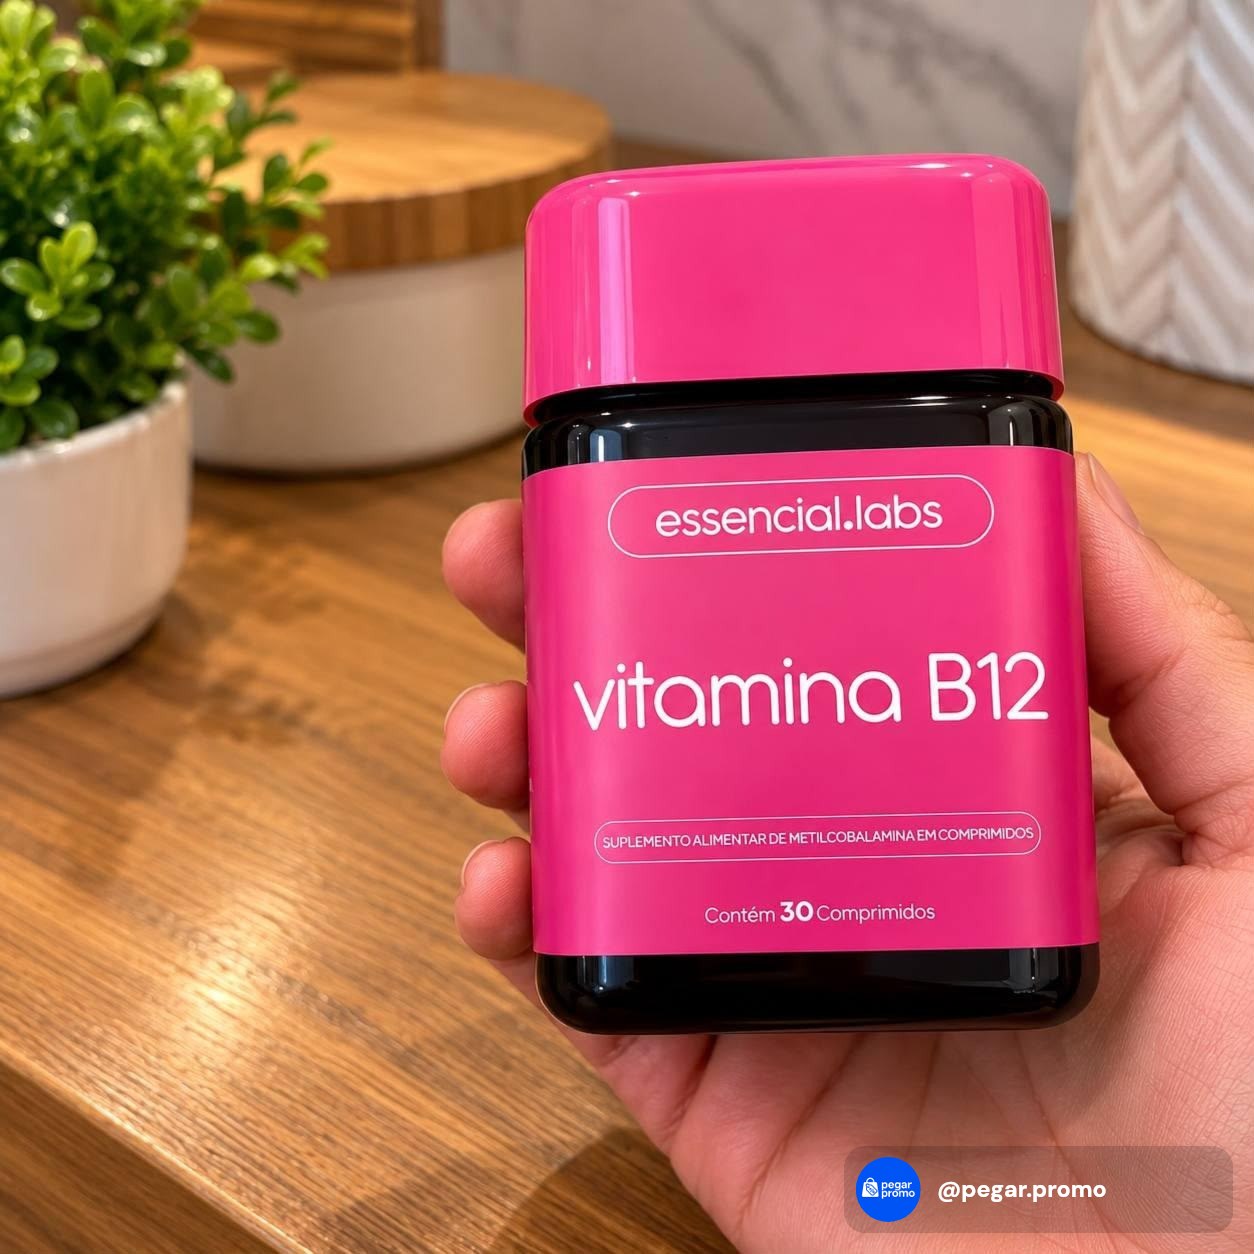 essencial.labs
vitamina B12
SUPLEMENTO ALIMENTAR DE METILCOBALAMINA EM COMPRIMIDOS
Contém 30 Comprimidos
pegar
promo
@pegar.promo